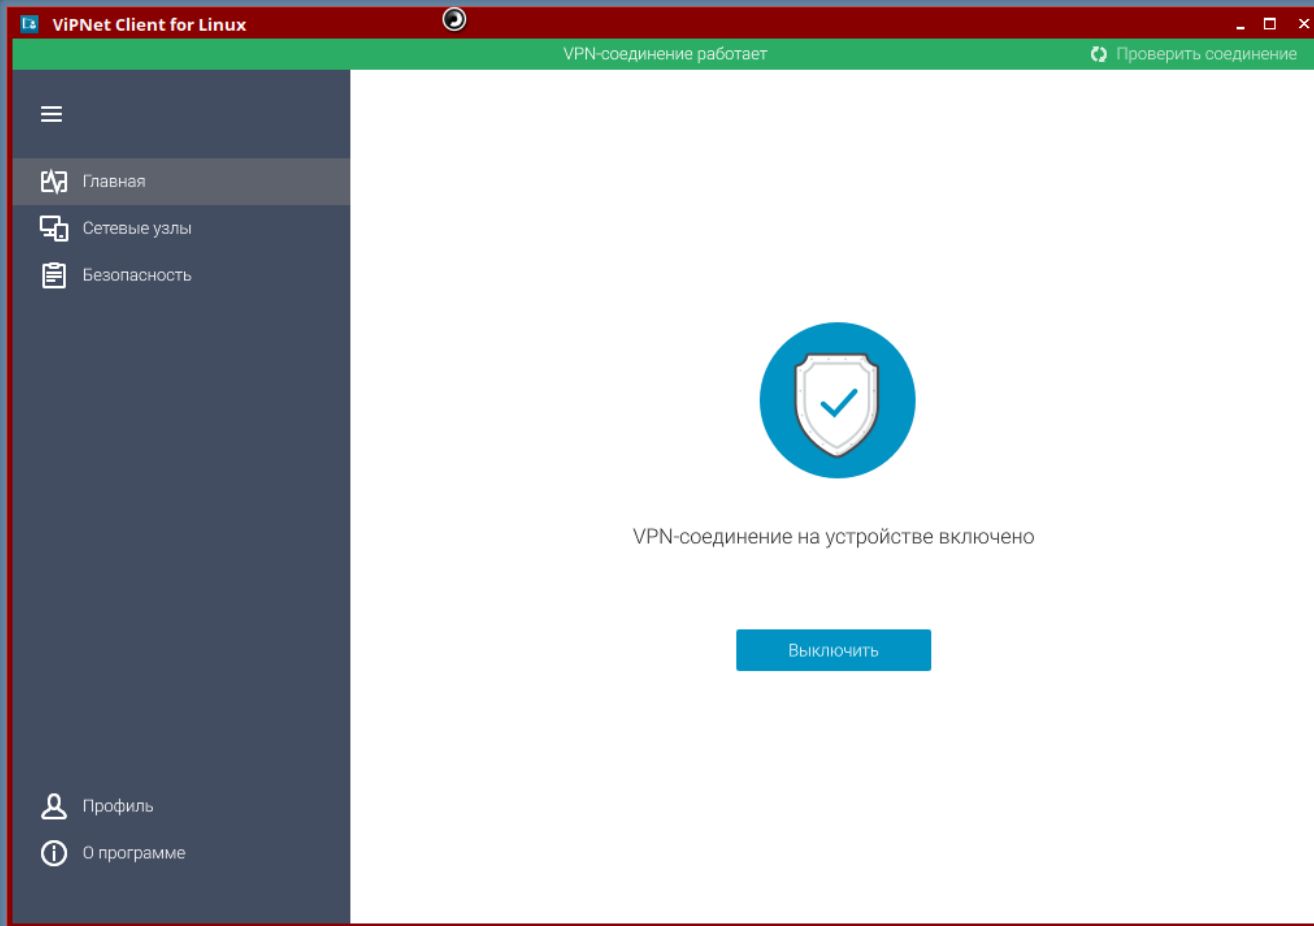 ViPNet Client for Linux
VPN-соединение работает
Проверить соединение
Главная
Сетевые узлы
Безопасность
VPN-соединение на устройстве включено
Выключить
Профиль
О программе